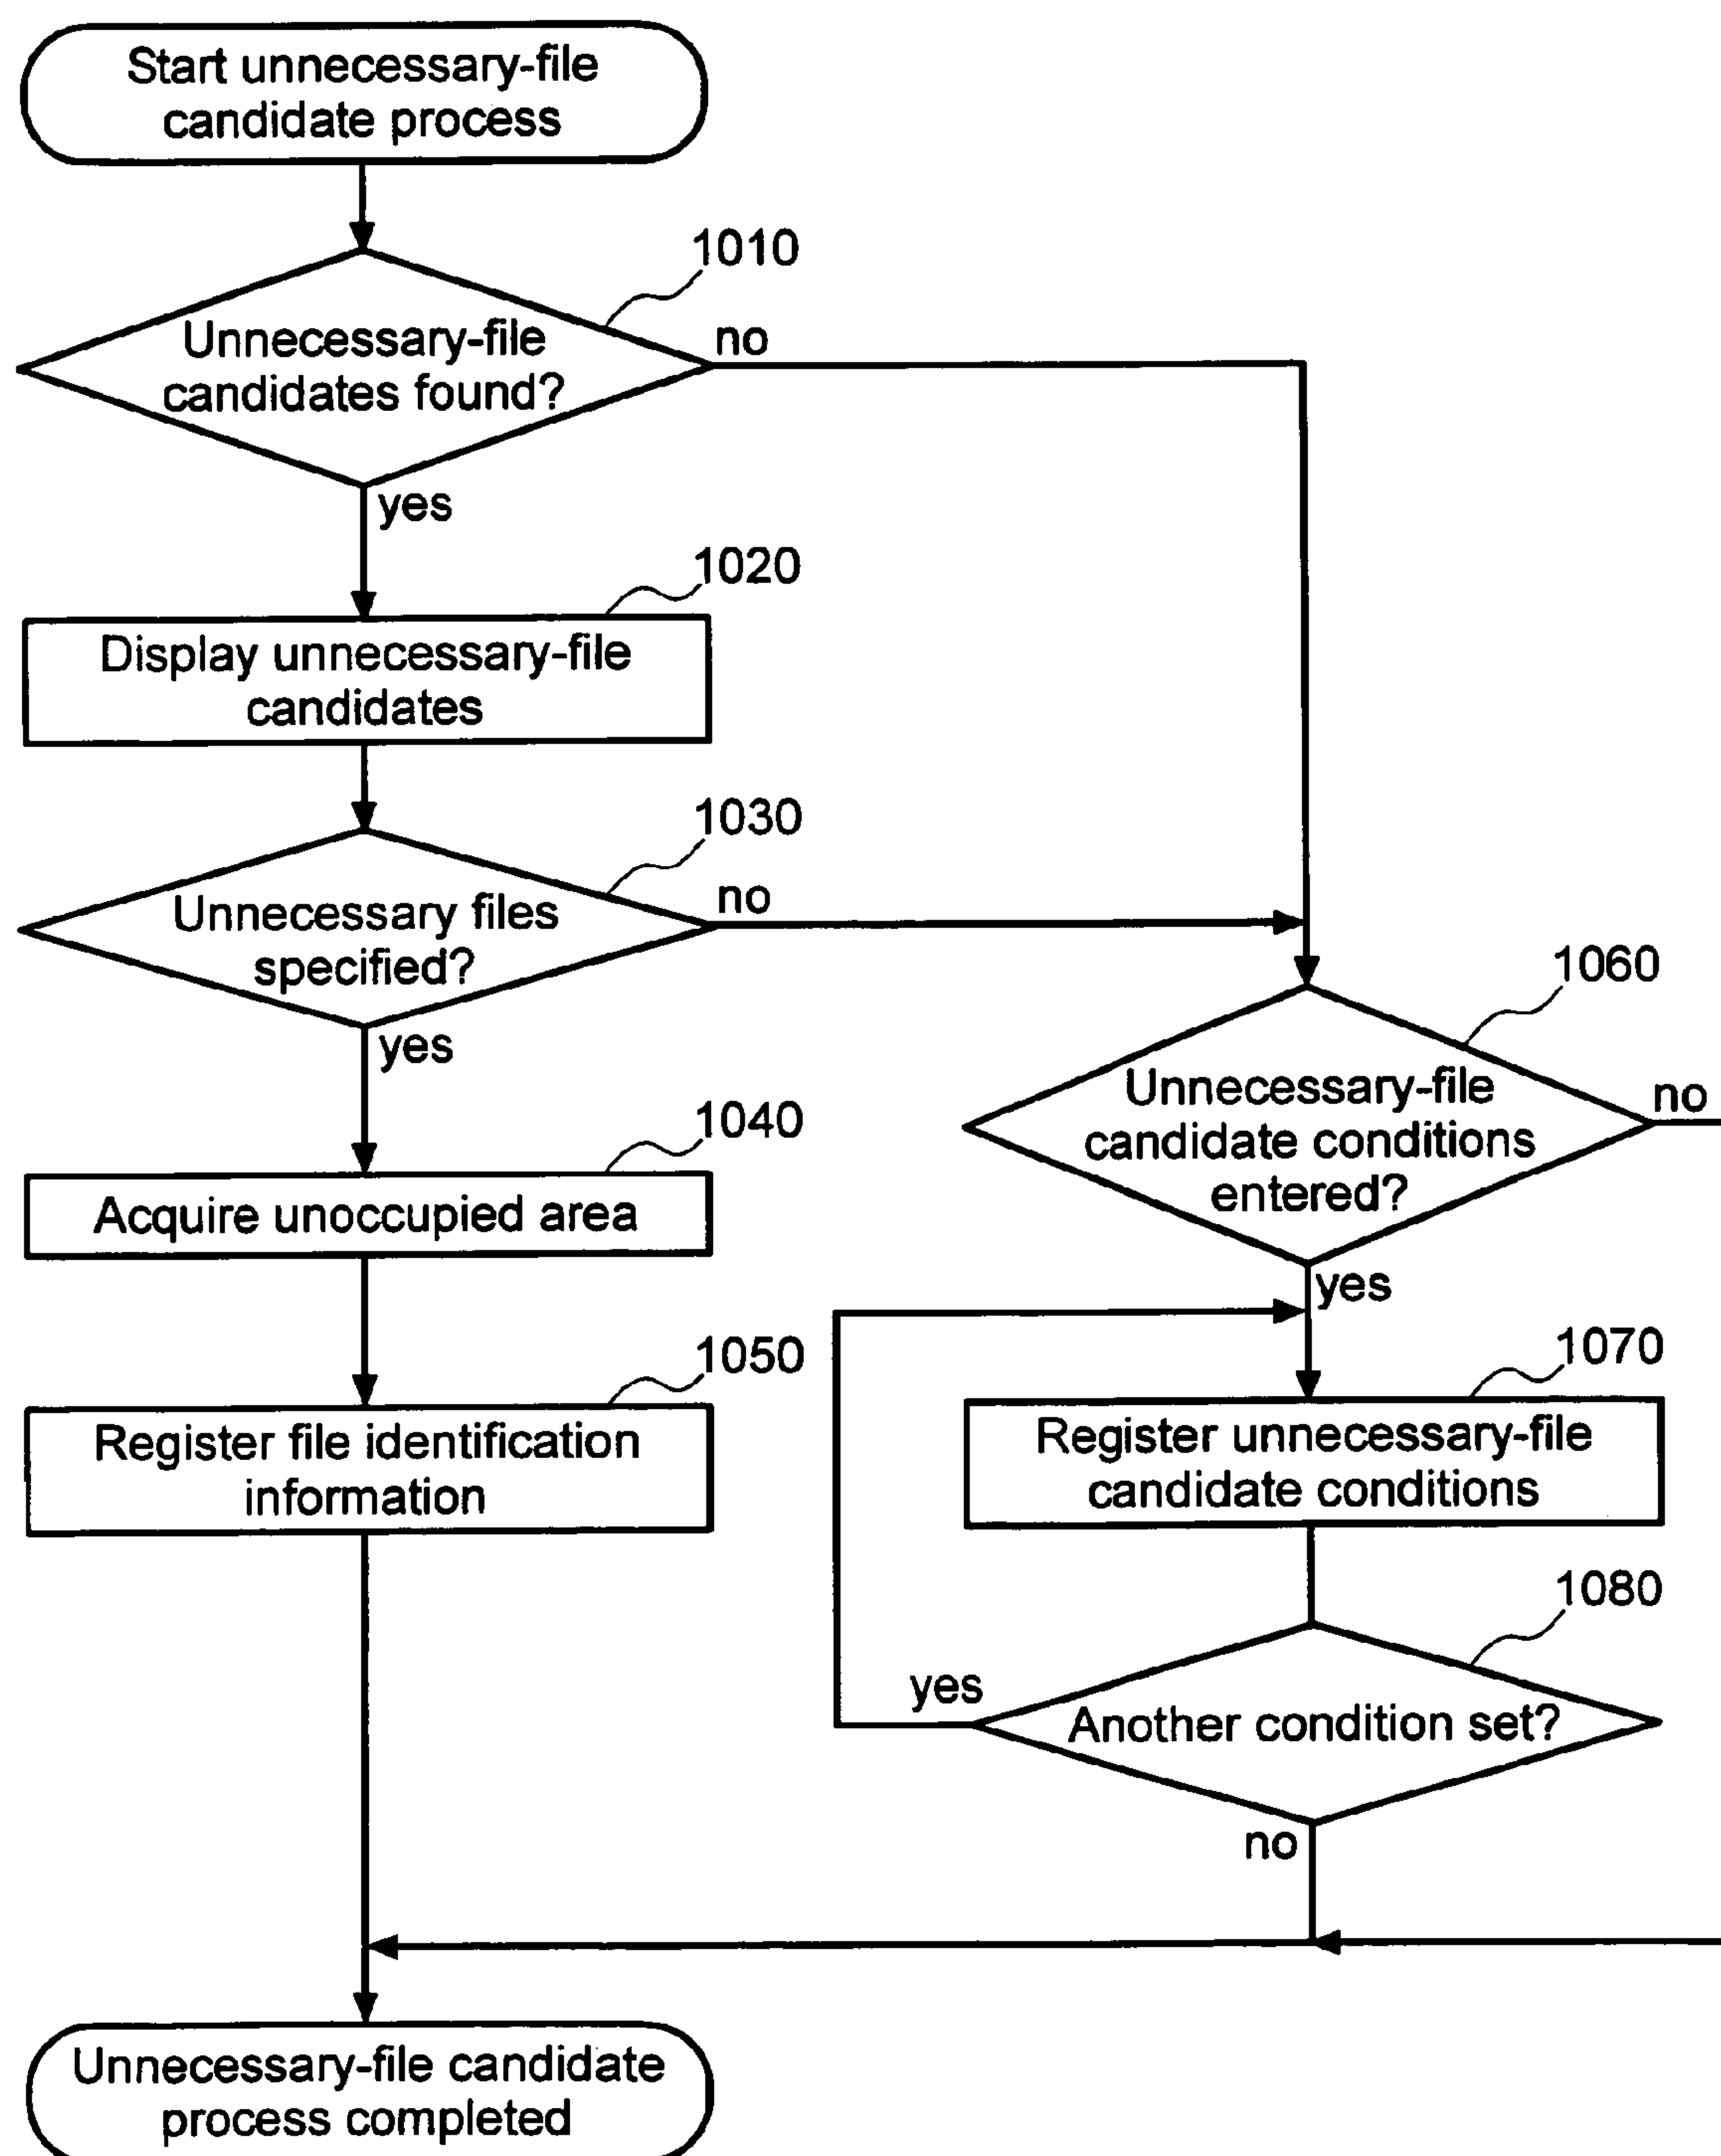 Start unnecessary-file
candidate process
1010
Unnecessary-file
candidates found?
no
yes
1020
Display unnecessary-file
candidates
1030
Unnecessary files
specified?
no
yes
1040
Acquire unoccupied area
1050
Register file identification
information
1060
Unnecessary-file
candidate conditions
entered?
no
yes
1070
Register unnecessary-file
candidate conditions
1080
Another condition set?
yes
no
Unnecessary-file candidate
process completed